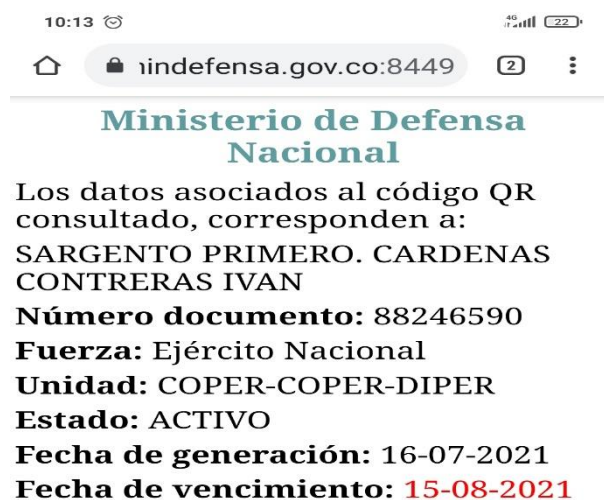 10:13
4G
22
mindefensa.gov.co:8449
2
Ministerio de Defensa
Nacional
Los datos asociados al código QR
consultado, corresponden a:
SARGENTO PRIMERO. CARDENAS
CONTRERAS IVAN
Número documento: 88246590
Fuerza: Ejército Nacional
Unidad: COPER-COPER-DIPER
Estado: ACTIVO
Fecha de generación: 16-07-2021
Fecha de vencimiento: 15-08-2021